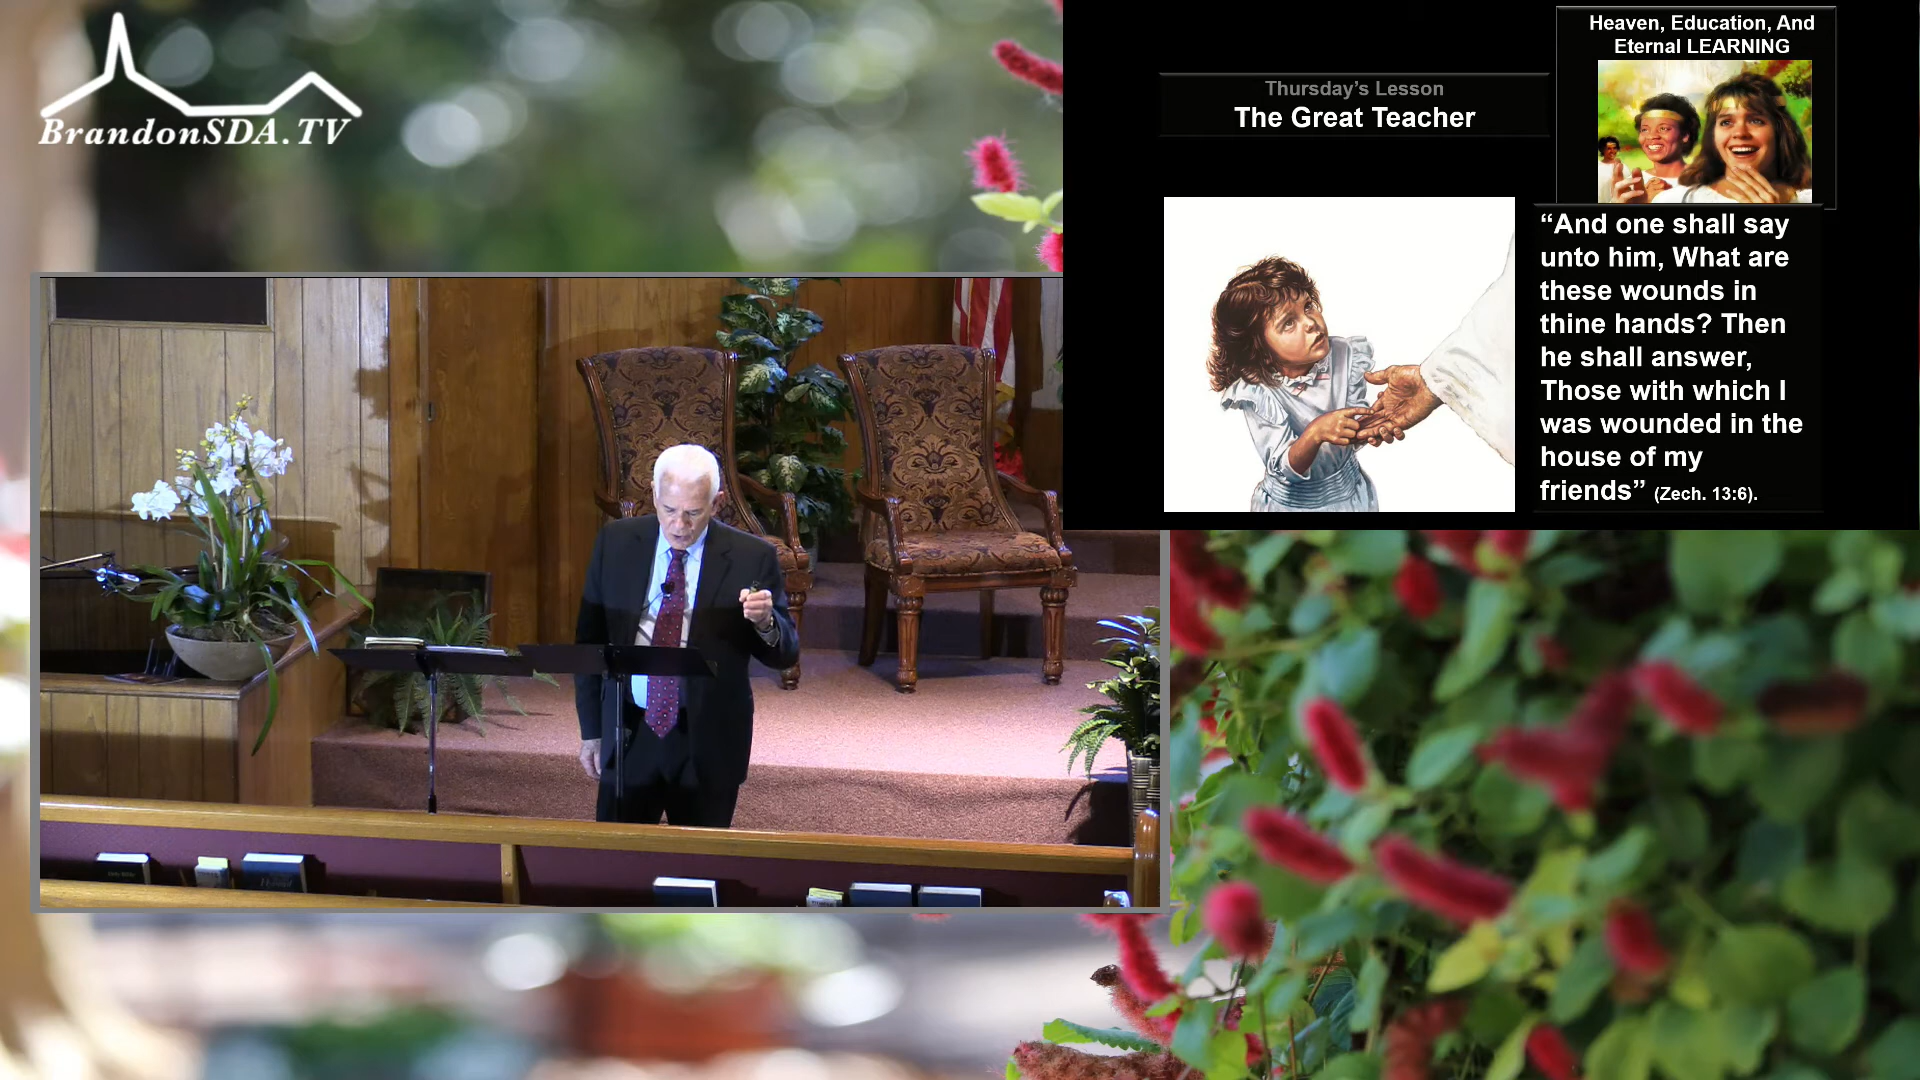 BrandonSDA.TV
Heaven, Education, And
Eternal LEARNING
Thursday's Lesson
The Great Teacher
“And one shall say
unto him, What are
these wounds in
thine hands? Then
he shall answer,
Those with which I
was wounded in the
house of my
friends” (Zech. 13:6).